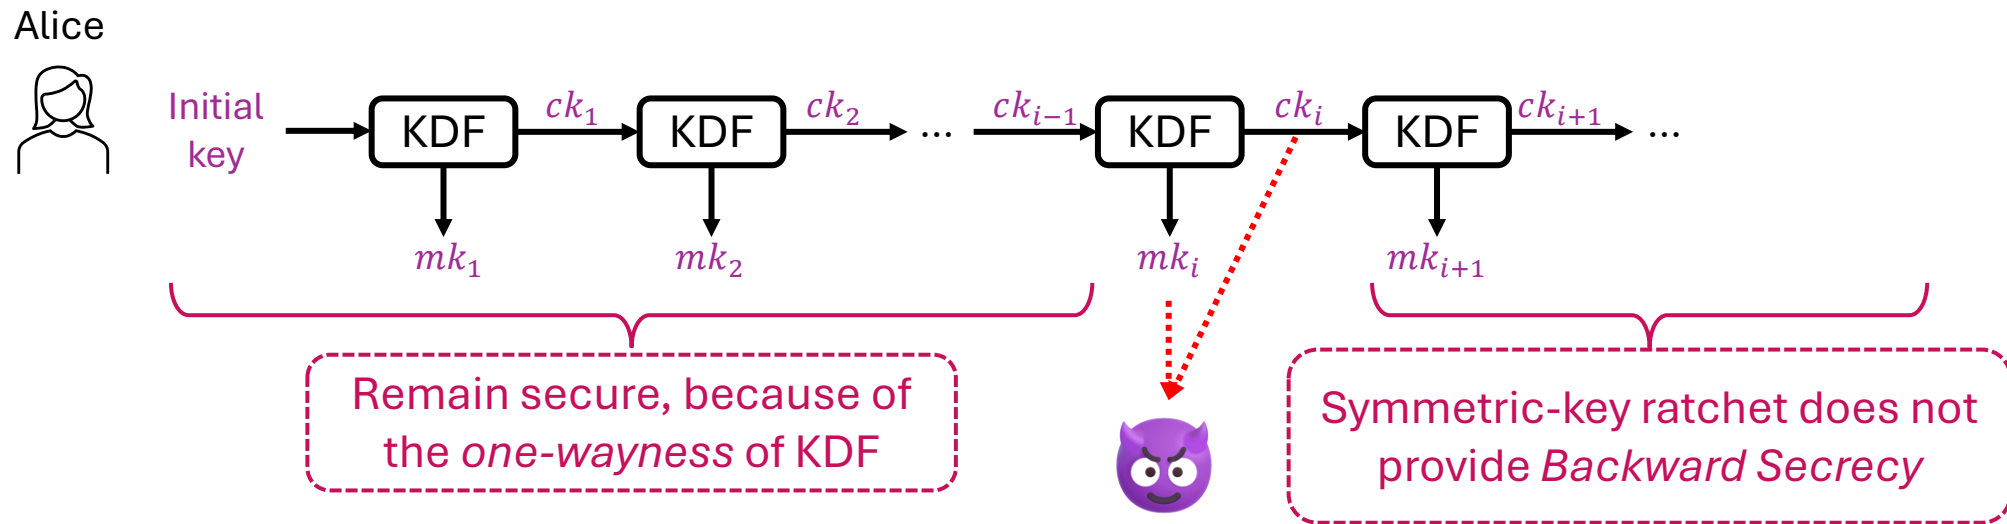 Alice
Initial
key
KDF
ck₁
KDF
ck₂
...
ckᵢ₋₁
KDF
ckᵢ
KDF
ckᵢ₊₁
...
mk₁
mk₂
mkᵢ
mkᵢ₊₁
Remain secure, because of
the one-wayness of KDF
Symmetric-key ratchet does not
provide Backward Secrecy